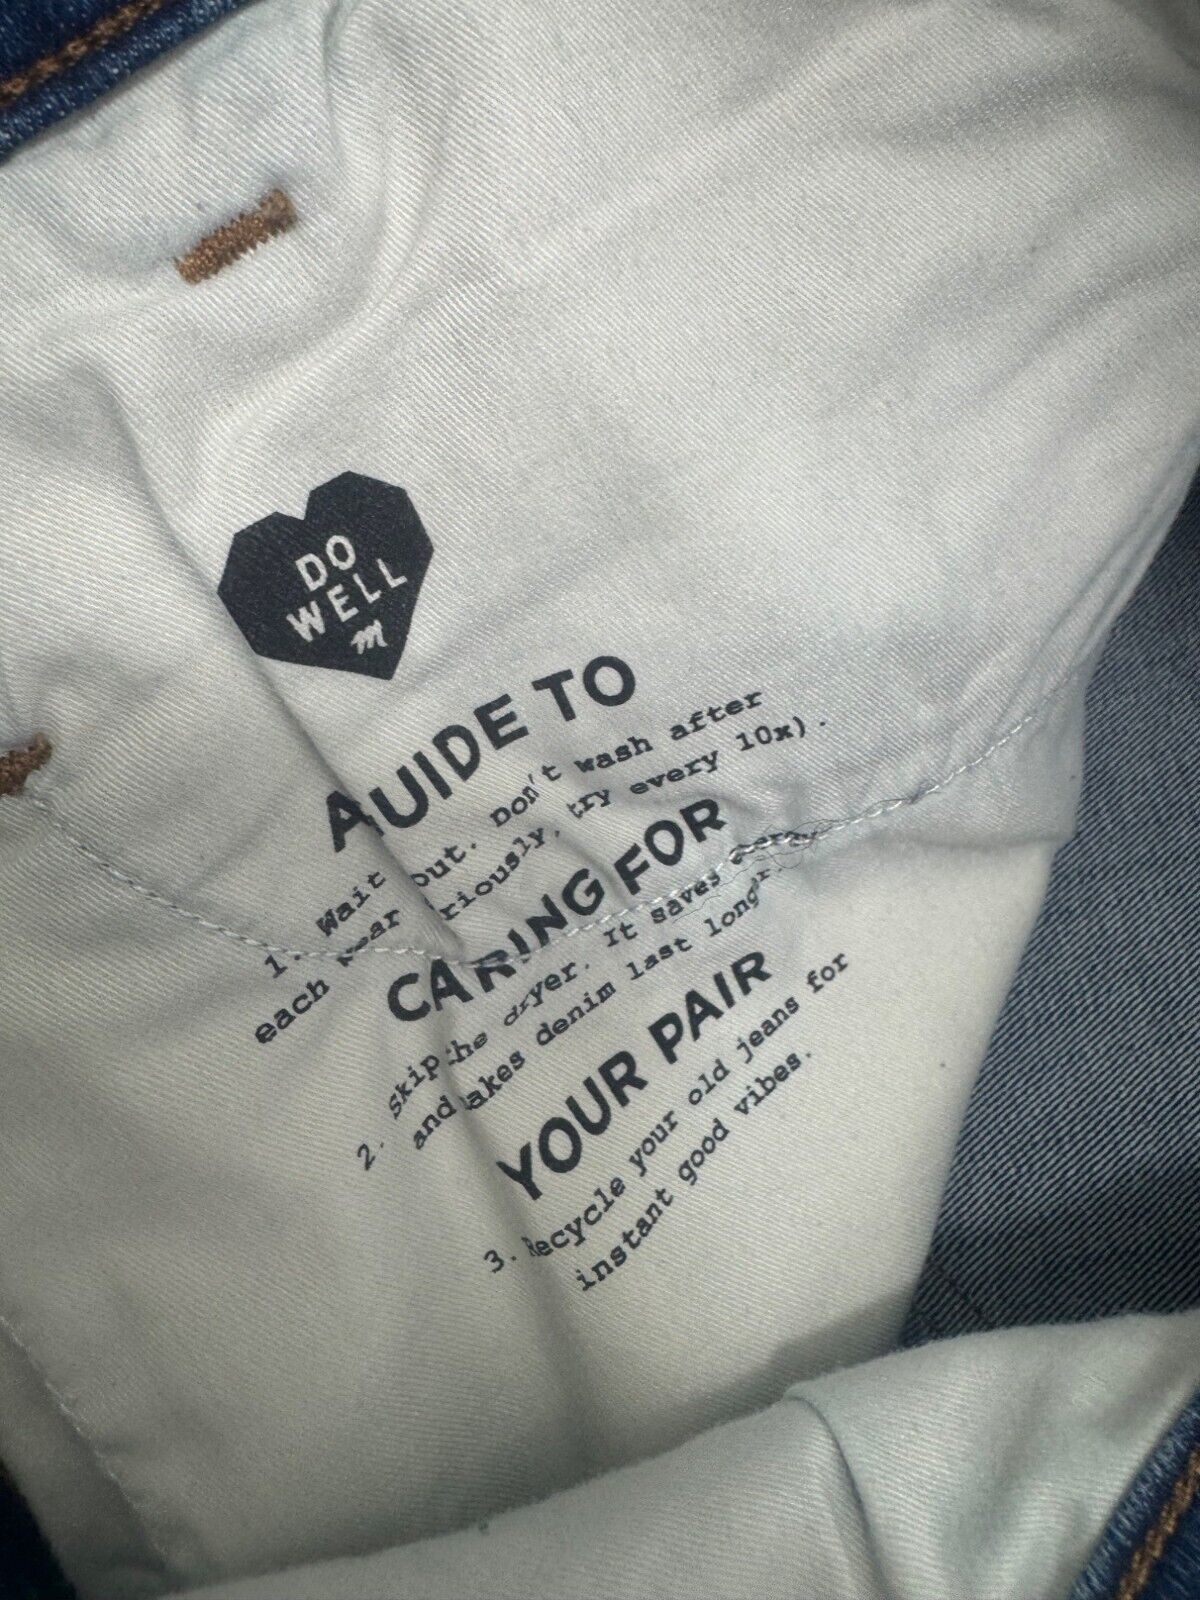 DO
WELL
M
A GUIDE TO
1. Wait out. Don't wash after
each wear (seriously, try every 10x).
CARING FOR
2. Skip the dryer. It saves energy
and makes denim last longer.
YOUR PAIR
3. Recycle your old jeans for
instant good vibes.